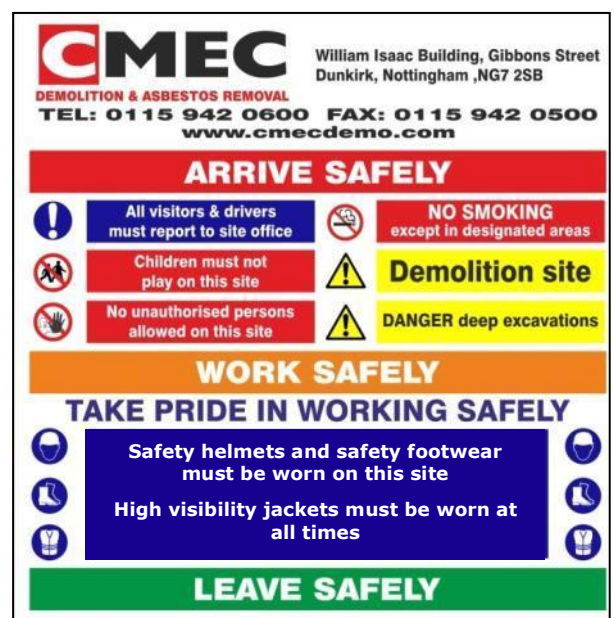 CMEC
DEMOLITION & ASBESTOS REMOVAL
William Isaac Building, Gibbons Street
Dunkirk, Nottingham ,NG7 2SB
TEL: 0115 942 0600 FAX: 0115 942 0500
www.cmecdemo.com
ARRIVE SAFELY
All visitors & drivers
must report to site office
NO SMOKING
except in designated areas
Children must not
play on this site
Demolition site
No unauthorised persons
allowed on this site
DANGER deep excavations
WORK SAFELY
TAKE PRIDE IN WORKING SAFELY
Safety helmets and safety footwear
must be worn on this site
High visibility jackets must be worn at
all times
LEAVE SAFELY